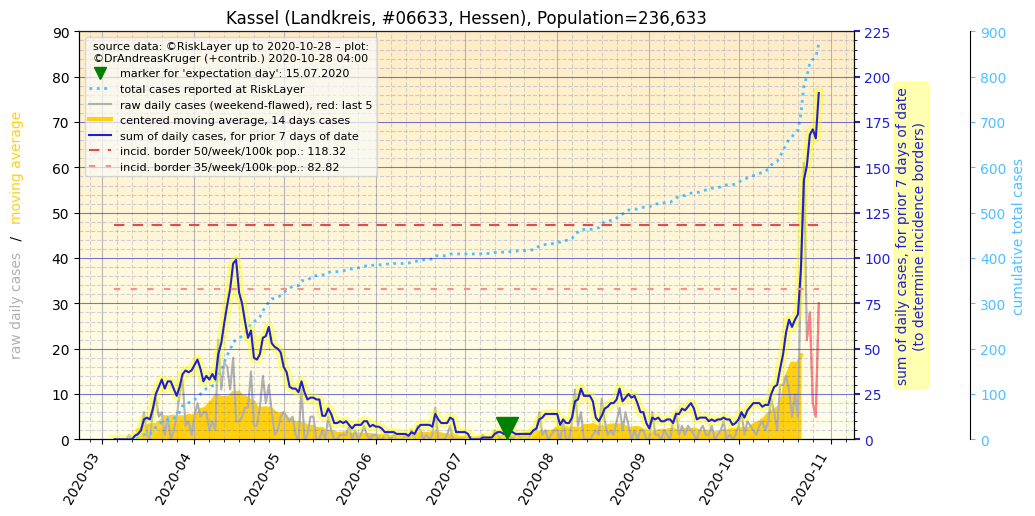 Kassel (Landkreis, #06633, Hessen), Population=236,633
source data: ©RiskLayer up to 2020-10-28 – plot:
©DrAndreasKruger (+contrib.) 2020-10-28 04:00
marker for 'expectation day': 15.07.2020
total cases reported at RiskLayer
raw daily cases (weekend-flawed), red: last 5
centered moving average, 14 days cases
sum of daily cases, for prior 7 days of date
incid. border 50/week/100k pop.: 118.32
incid. border 35/week/100k pop.: 82.82
raw daily cases / moving average
90
80
70
60
50
40
30
20
10
0
225
200
175
150
125
100
75
50
25
0
sum of daily cases, for prior 7 days of date
(to determine incidence borders)
900
800
700
600
500
400
300
200
100
0
cumulative total cases
2020-03
2020-04
2020-05
2020-06
2020-07
2020-08
2020-09
2020-10
2020-11